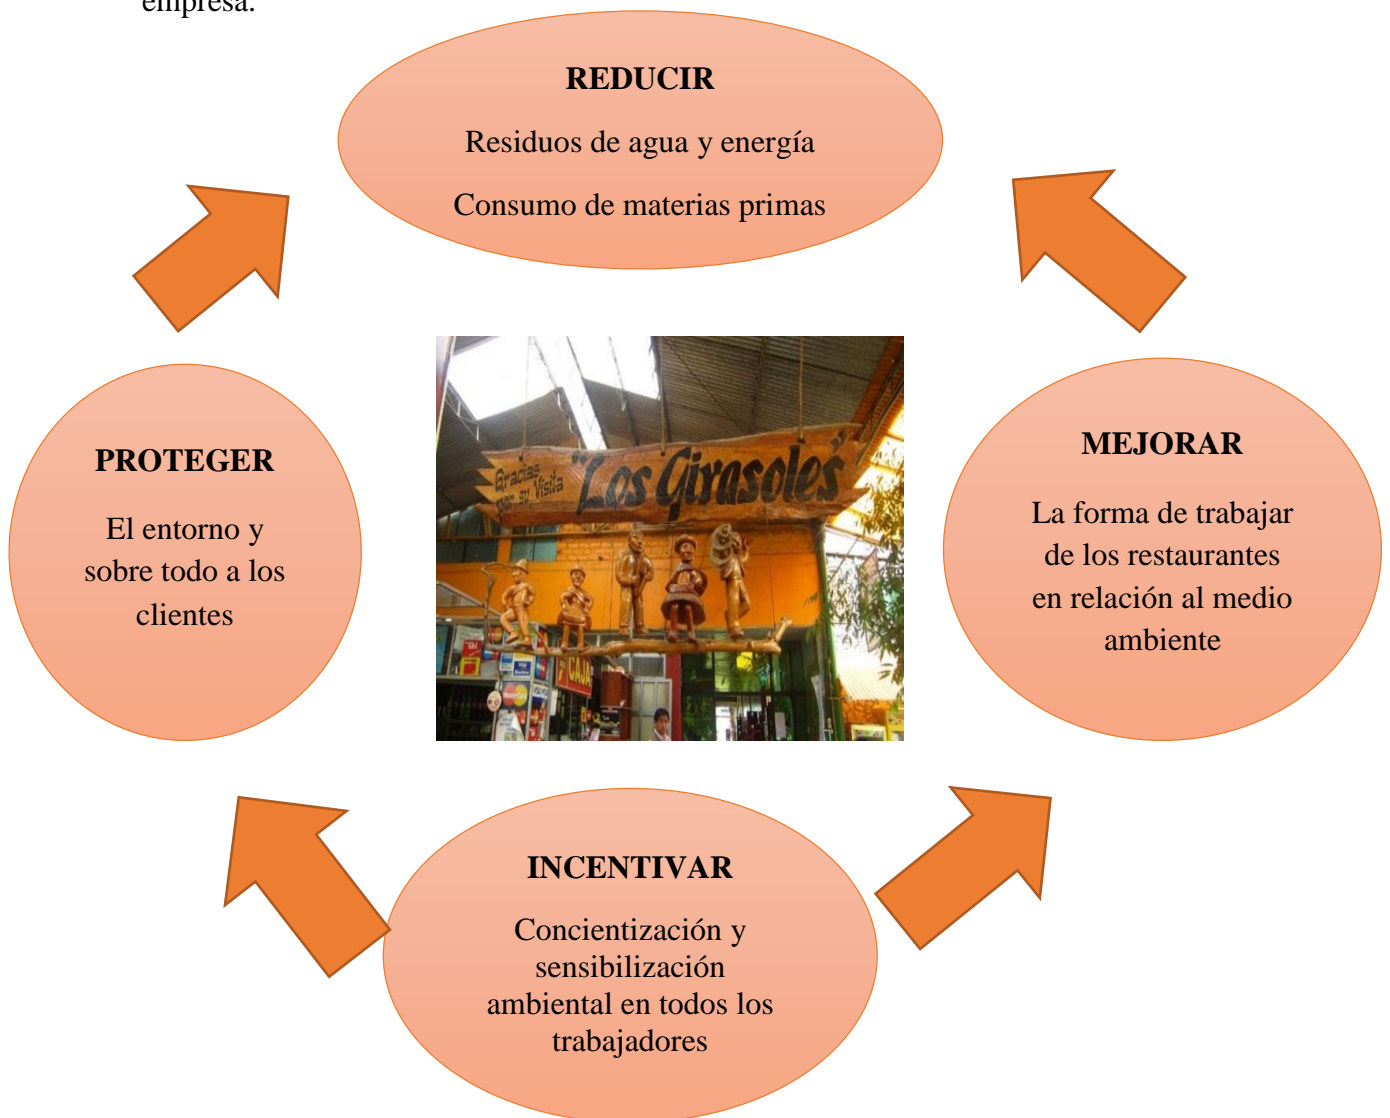 empresa.
REDUCIR
Residuos de agua y energía
Consumo de materias primas
PROTEGER
El entorno y
sobre todo a los
clientes
Gracias
por su Visita
"Los Girasoles"
CAJA
MasterCard
MEJORAR
La forma de trabajar
de los restaurantes
en relación al medio
ambiente
INCENTIVAR
Concientización y
sensibilización
ambiental en todos los
trabajadores